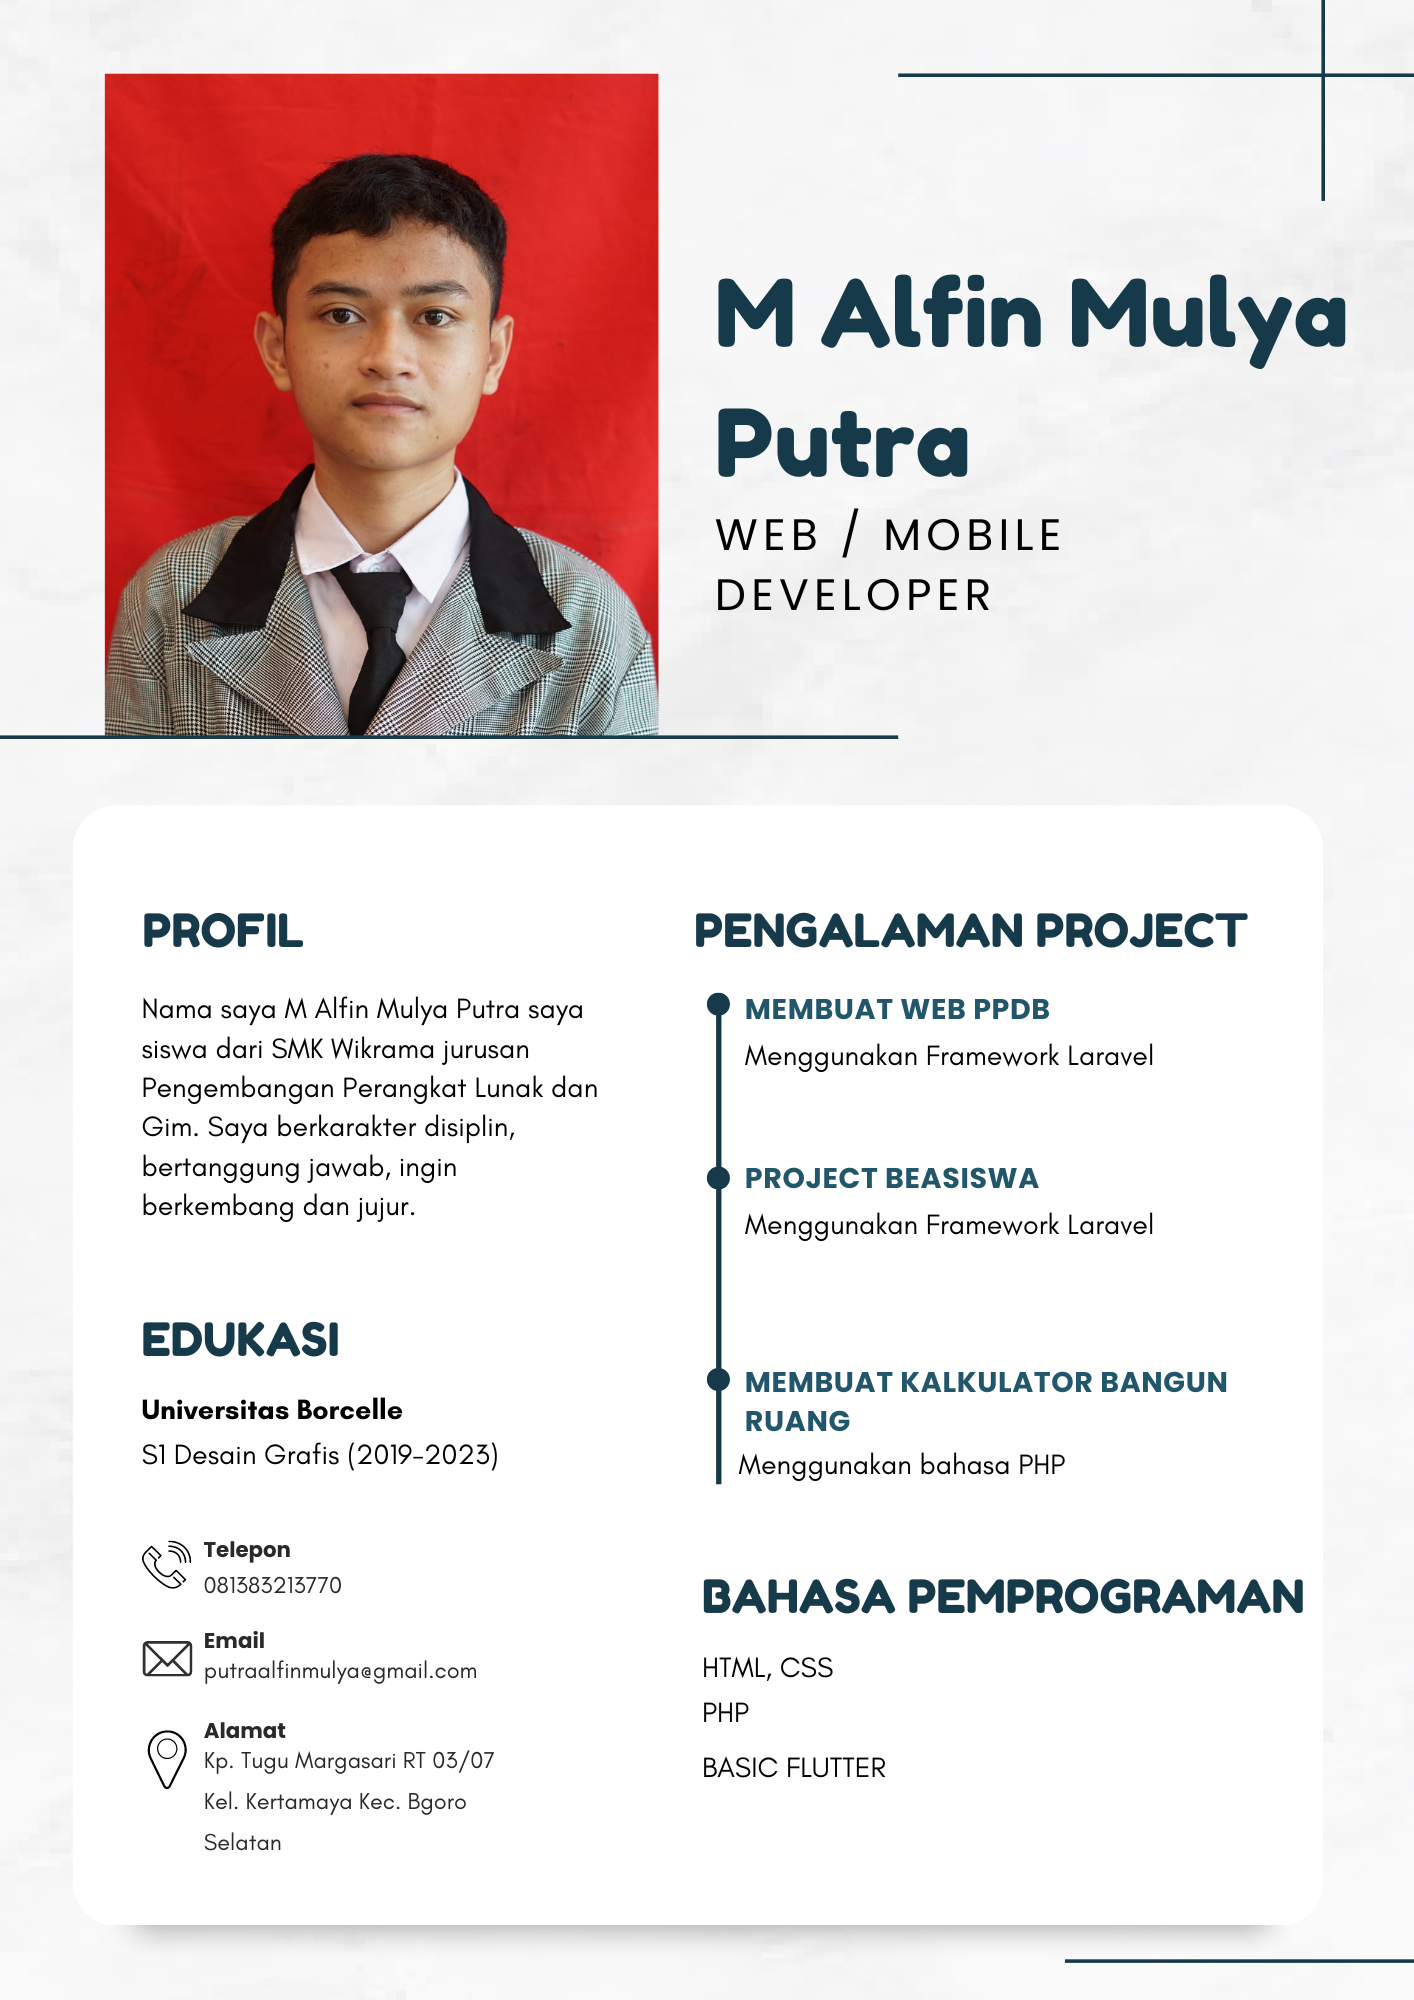 M Alfin Mulya
Putra
WEB / MOBILE
DEVELOPER
PROFIL
Nama saya M Alfin Mulya Putra saya
siswa dari SMK Wikrama jurusan
Pengembangan Perangkat Lunak dan
Gim. Saya berkarakter disiplin,
bertanggung jawab, ingin
berkembang dan jujur.
EDUKASI
Universitas Borcelle
S1 Desain Grafis (2019-2023)
Telepon
081383213770
Email
putraalfinmulya@gmail.com
Alamat
Kp. Tugu Margasari RT 03/07
Kel. Kertamaya Kec. Bgoro
Selatan
PENGALAMAN PROJECT
MEMBUAT WEB PPDB
Menggunakan Framework Laravel
PROJECT BEASISWA
Menggunakan Framework Laravel
MEMBUAT KALKULATOR BANGUN
RUANG
Menggunakan bahasa PHP
BAHASA PEMPROGRAMAN
HTML, CSS
PHP
BASIC FLUTTER